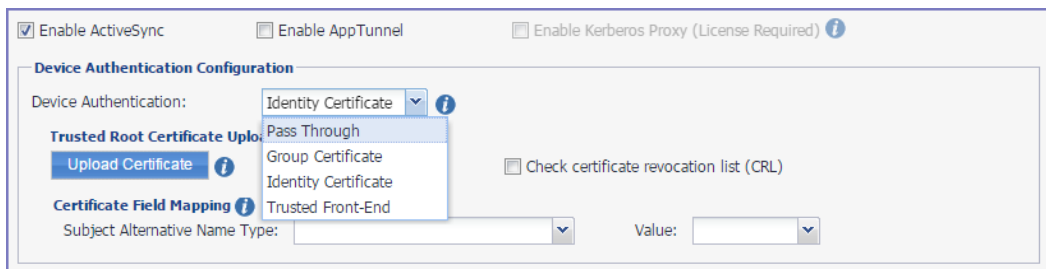 Enable ActiveSync Enable AppTunnel Enable Kerberos Proxy (License Required)
Device Authentication Configuration
Device Authentication: Identity Certificate
Pass Through
Group Certificate
Identity Certificate
Trusted Front-End
Trusted Root Certificate Uplo
Upload Certificate Check certificate revocation list (CRL)
Certificate Field Mapping
Subject Alternative Name Type: Value: